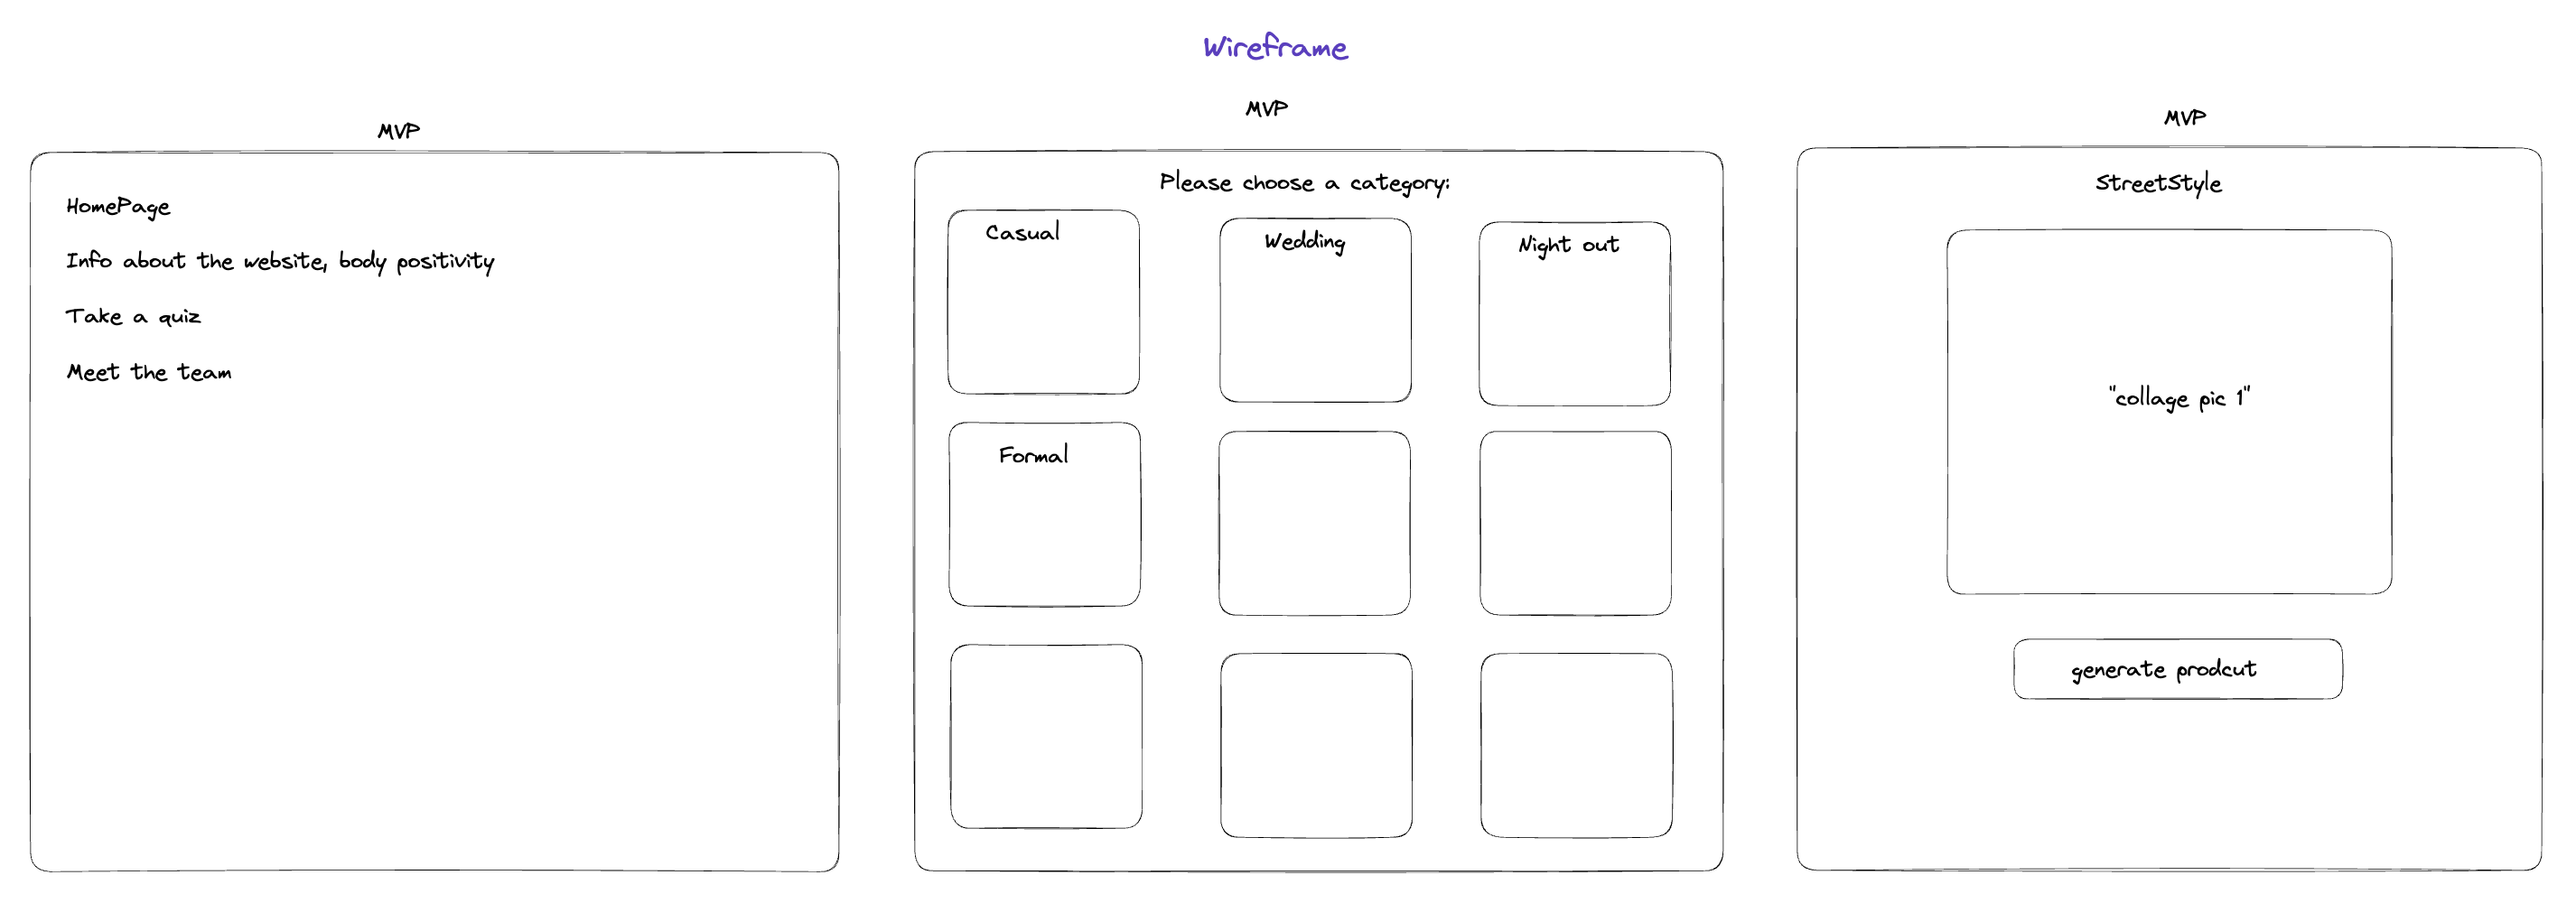 Wireframe
MVP
HomePage
Info about the website, body positivity
Take a quiz
Meet the team
MVP
Please choose a category:
Casual
Wedding
Night out
Formal
MVP
StreetStyle
"collage pic 1"
generate prodcut